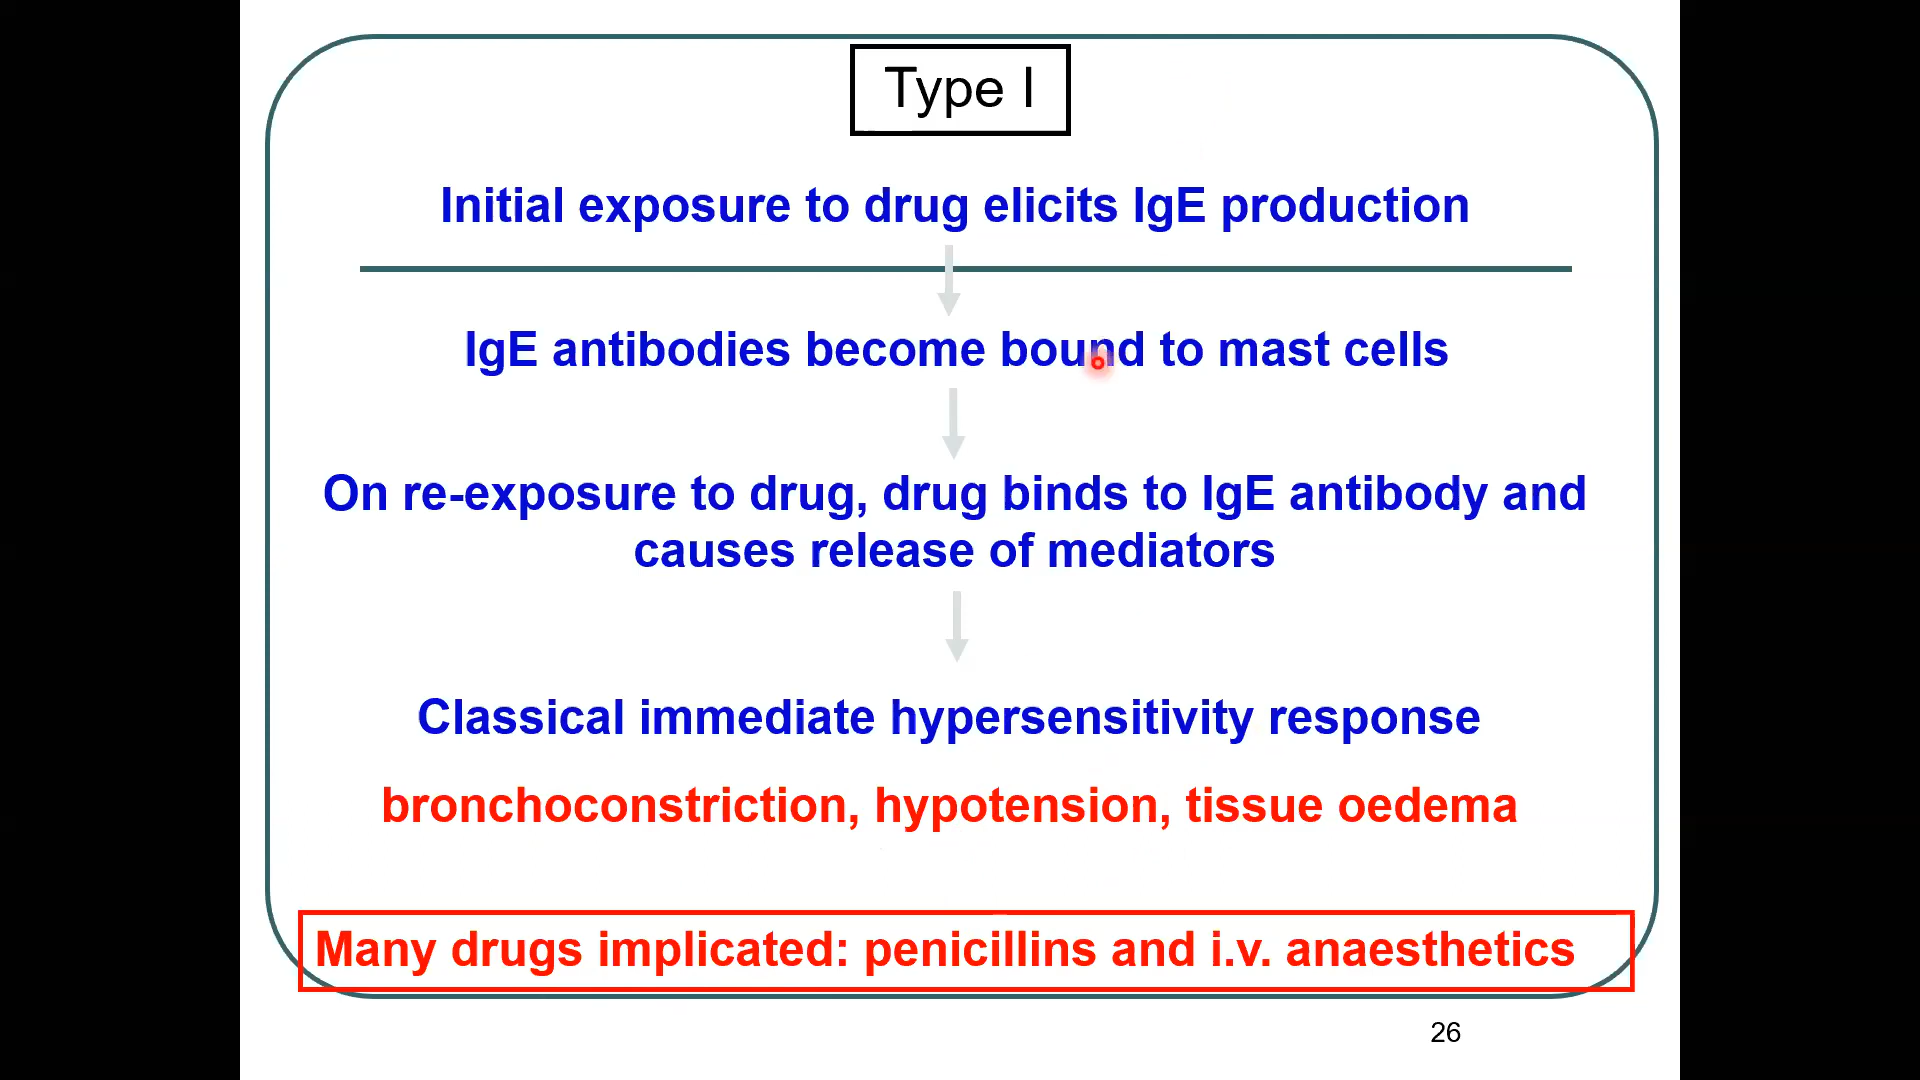 Type I
Initial exposure to drug elicits IgE production
IgE antibodies become bound to mast cells
On re-exposure to drug, drug binds to IgE antibody and
causes release of mediators
Classical immediate hypersensitivity response
bronchoconstriction, hypotension, tissue oedema
Many drugs implicated: penicillins and i.v. anaesthetics
26